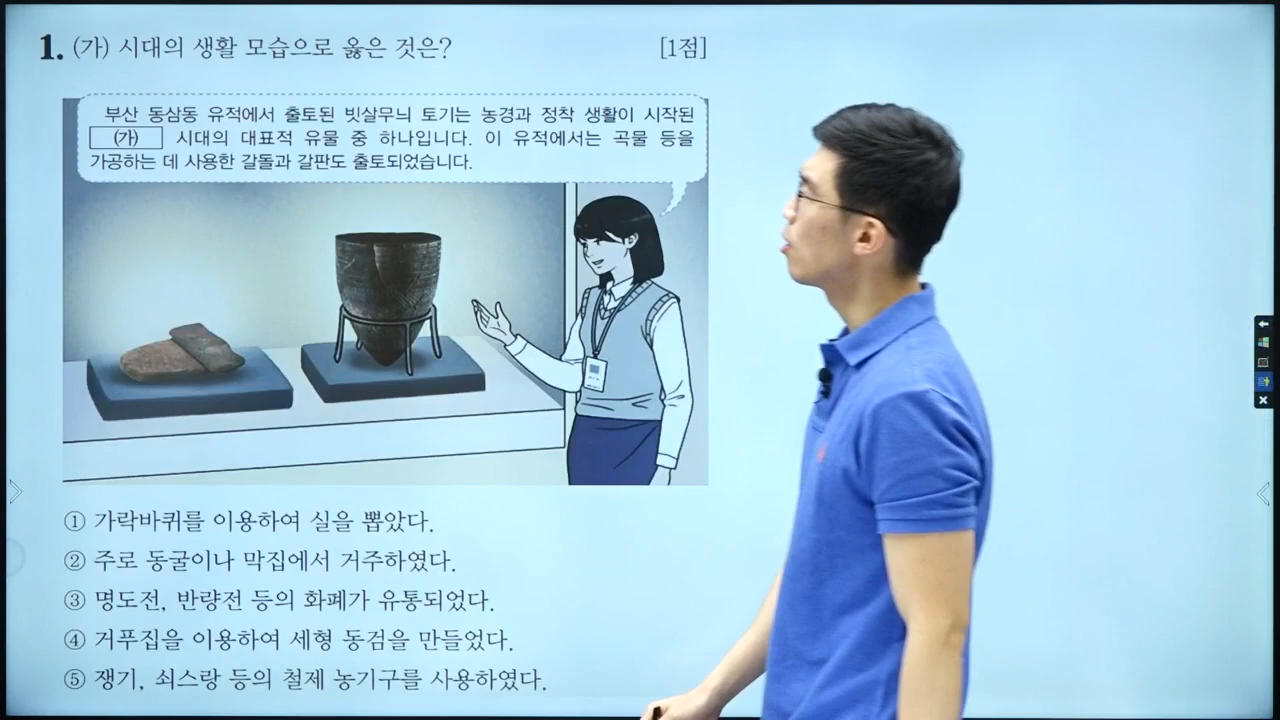 1. (가) 시대의 생활 모습으로 옳은 것은? [1점]
부산 동삼동 유적에서 출토된 빗살무늬 토기는 농경과 정착 생활이 시작된
(가) 시대의 대표적 유물 중 하나입니다. 이 유적에서는 곡물 등을
가공하는 데 사용한 갈돌과 갈판도 출토되었습니다.
① 가락바퀴를 이용하여 실을 뽑았다.
② 주로 동굴이나 막집에서 거주하였다.
③ 명도전, 반량전 등의 화폐가 유통되었다.
④ 거푸집을 이용하여 세형 동검을 만들었다.
⑤ 쟁기, 쇠스랑 등의 철제 농기구를 사용하였다.